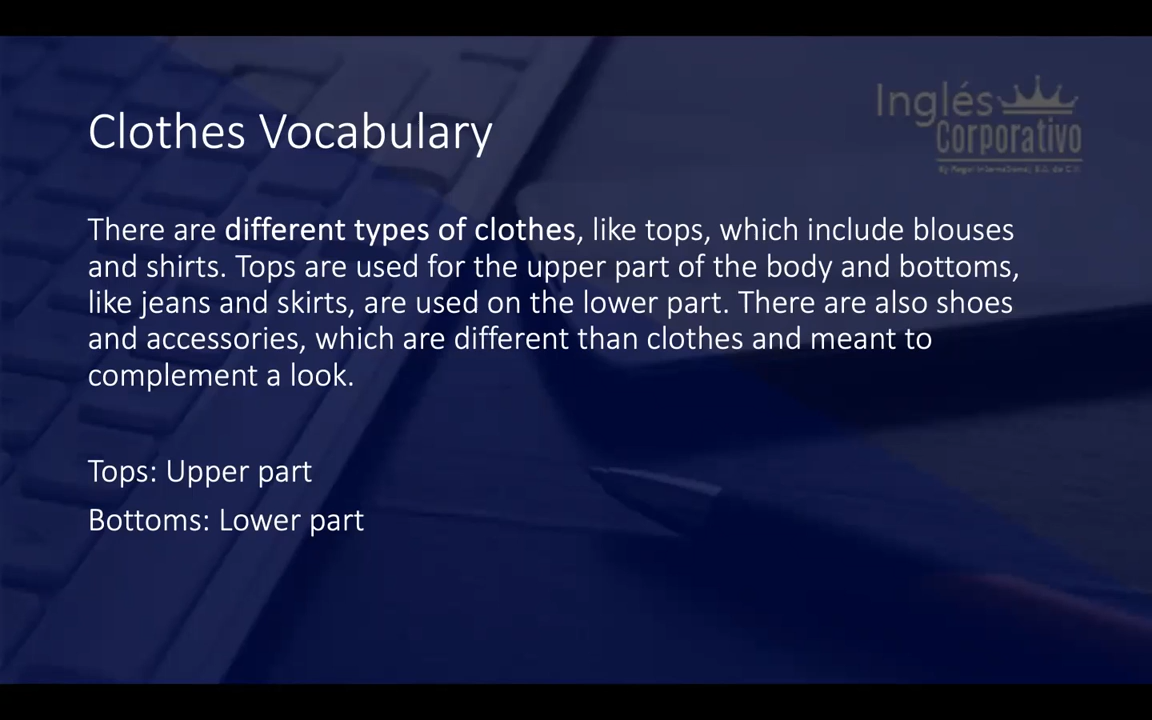 Clothes Vocabulary
Inglés
Corporativo
There are different types of clothes, like tops, which include blouses
and shirts. Tops are used for the upper part of the body and bottoms,
like jeans and skirts, are used on the lower part. There are also shoes
and accessories, which are different than clothes and meant to
complement a look.
Tops: Upper part
Bottoms: Lower part